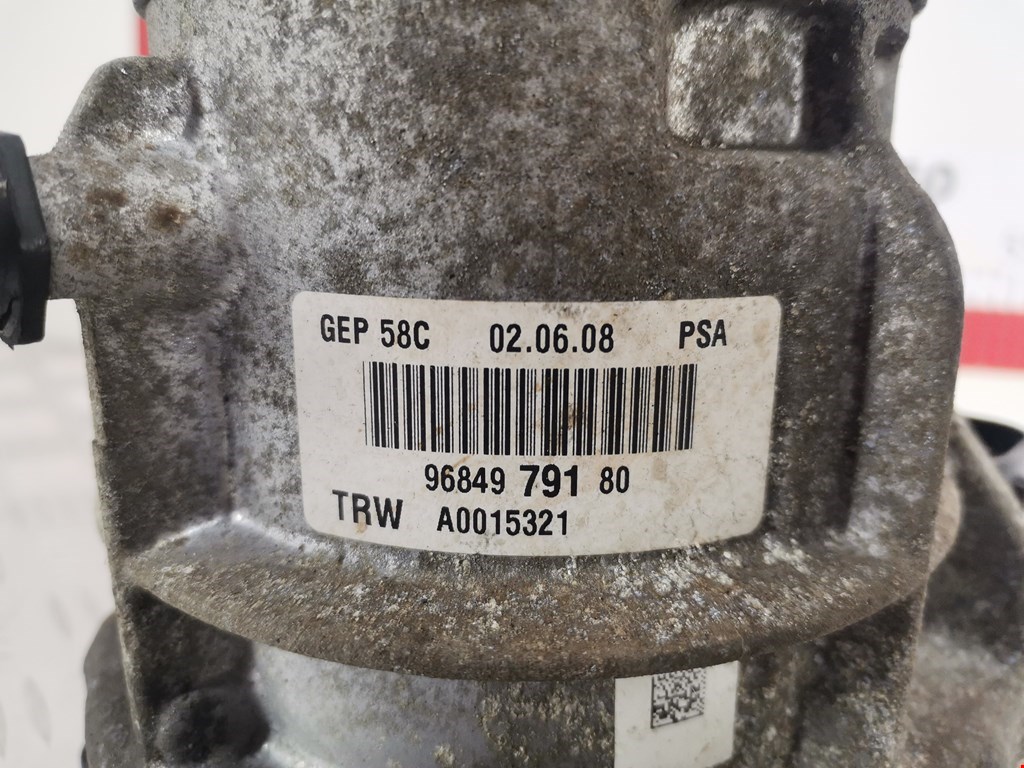 GEP 58C 02.06.08 PSA
96849 791 80
TRW A0015321